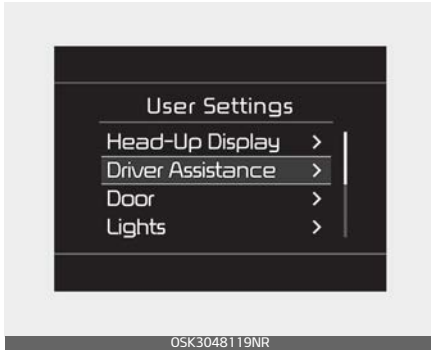 User Settings
Head-Up Display >
Driver Assistance >
Door >
Lights >
OSK3048119NR